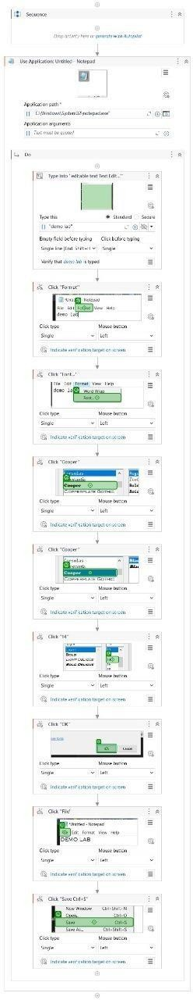 Sequence
Drop activity here or generate with Autopilot
Use Application: Untitled - Notepad
Application path *
"C:\Windows\System32\notepad.exe"
Application arguments
Text must be quoted
Do
Type Into "editable text Text Edit..."
Type this
Standard Secure
"demo lab"
Empty field before typing Click before typing
Single line (End, Shift+H Single
Verify that demo lab is typed
Click "Format"
Notepad
File Edit Format View Help
demo lab
Click type Mouse button
Single Left
Indicate verification target on screen
Click "Font..."
File Edit Format View Help
demo la Word Wrap
Font...
Click type Mouse button
Single Left
Indicate verification target on screen
Click "Cooper"
Consolas
Constantia
Cooper
COPPERPLATE GOTHIC
Click type Mouse button
Single Left
Indicate verification target on screen
Click "Cooper"
Consolas
Constantia
Cooper
COPPERPLATE GOTHIC
Click type Mouse button
Single Left
Indicate verification target on screen
Click "14"
BOLD
LIGHT OBLIQUE
BOLD OBLIQUE
Click type Mouse button
Single Left
Indicate verification target on screen
Click "OK"
OK Cancel
Click type Mouse button
Single Left
Indicate verification target on screen
Click "File"
*Untitled - Notepad
Edit Format View Help
DEMO LAB
Click type Mouse button
Single Left
Indicate verification target on screen
Click "Save Ctrl+S"
New Window Ctrl+Shift+N
Open... Ctrl+O
Save Ctrl+S
Save As... Ctrl+Shift+S
Click type Mouse button
Single Left
Indicate verification target on screen